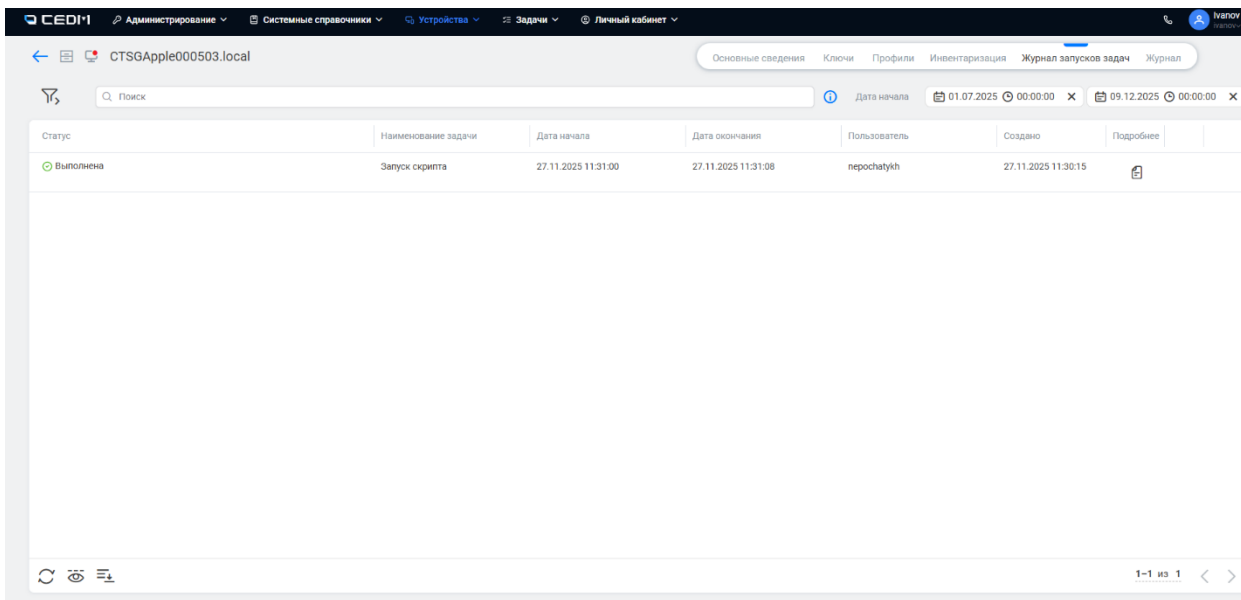 CEDM Администрирование Системные справочники Устройства Задачи Личный кабинет Ivanov
CTSGApple000503.local Основные сведения Ключи Профили Инвентаризация Журнал запусков задач Журнал
Поиск Дата начала 01.07.2025 00:00:00 09.12.2025 00:00:00
Статус Наименование задачи Дата начала Дата окончания Пользователь Создано Подробнее
Выполнена Запуск скрипта 27.11.2025 11:31:00 27.11.2025 11:31:08 nepochatykh 27.11.2025 11:30:15
1–1 из 1